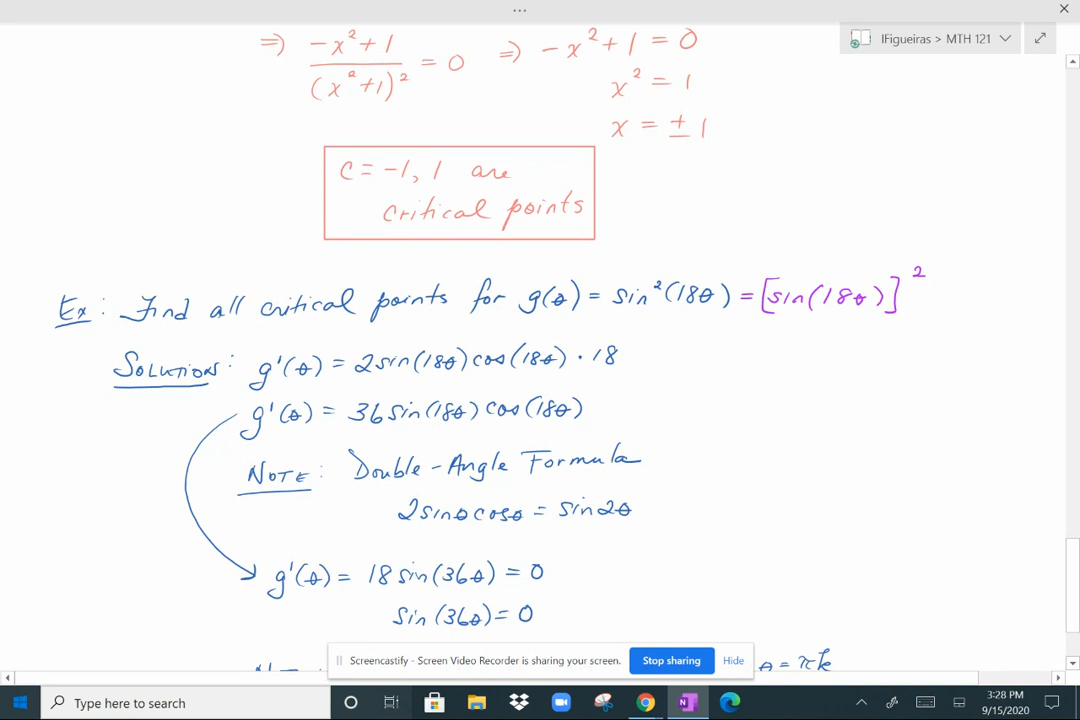 ...
IFigueiras > MTH 121
⇒ -x²+1 / (x²+1)² = 0 ⇒ -x²+1 = 0
x² = 1
x = ± 1
c = -1, 1 are
critical points
Ex: Find all critical points for g(θ) = sin²(18θ) = [sin(18θ)]²
Solution: g'(θ) = 2sin(18θ)cos(18θ) · 18
g'(θ) = 36sin(18θ)cos(18θ)
NOTE: Double-Angle Formula
2sinθcosθ = sin2θ
g'(θ) = 18 sin(36θ) = 0
sin(36θ) = 0
θ = πk
Screencastify - Screen Video Recorder is sharing your screen. Stop sharing Hide
Type here to search
3:28 PM
9/15/2020